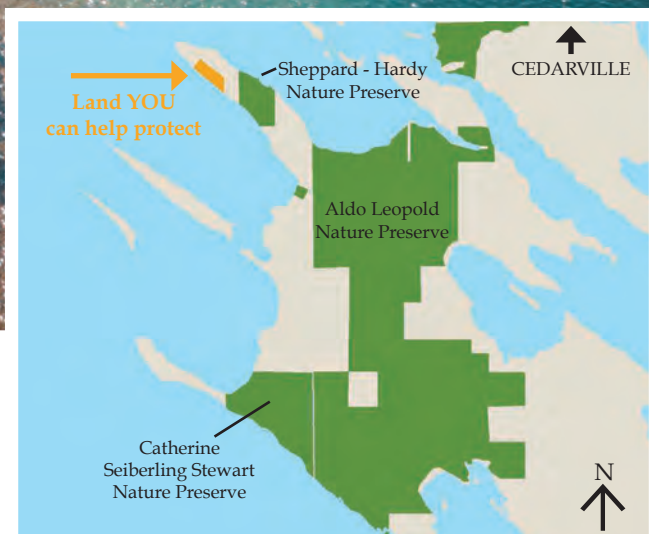 Sheppard - Hardy
Nature Preserve
CEDARVILLE
Land YOU
can help protect
Aldo Leopold
Nature Preserve
Catherine
Seiberling Stewart
Nature Preserve
N